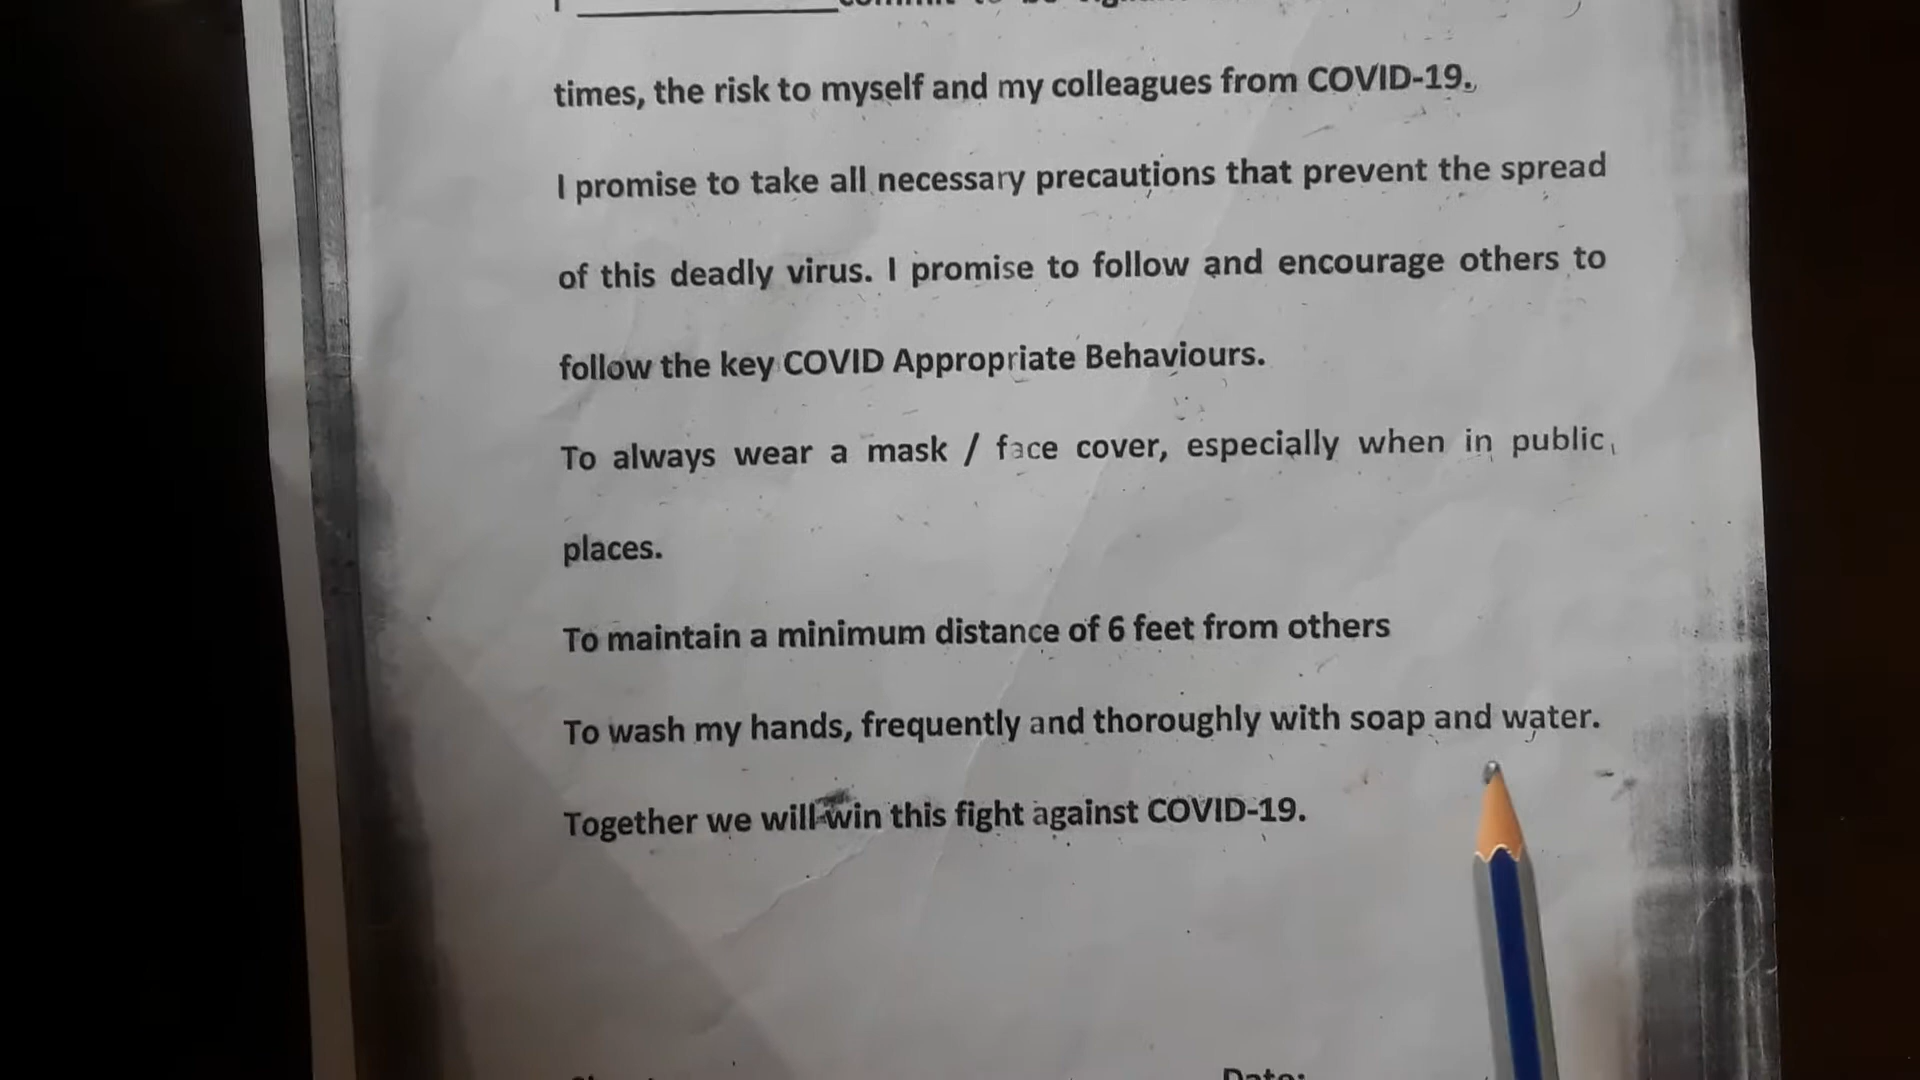 I ____________commit to be
times, the risk to myself and my colleagues from COVID-19.
I promise to take all necessary precautions that prevent the spread
of this deadly virus. I promise to follow and encourage others to
follow the key COVID Appropriate Behaviours.
To always wear a mask / face cover, especially when in public
places.
To maintain a minimum distance of 6 feet from others
To wash my hands, frequently and thoroughly with soap and water.
Together we will win this fight against COVID-19.
Date: